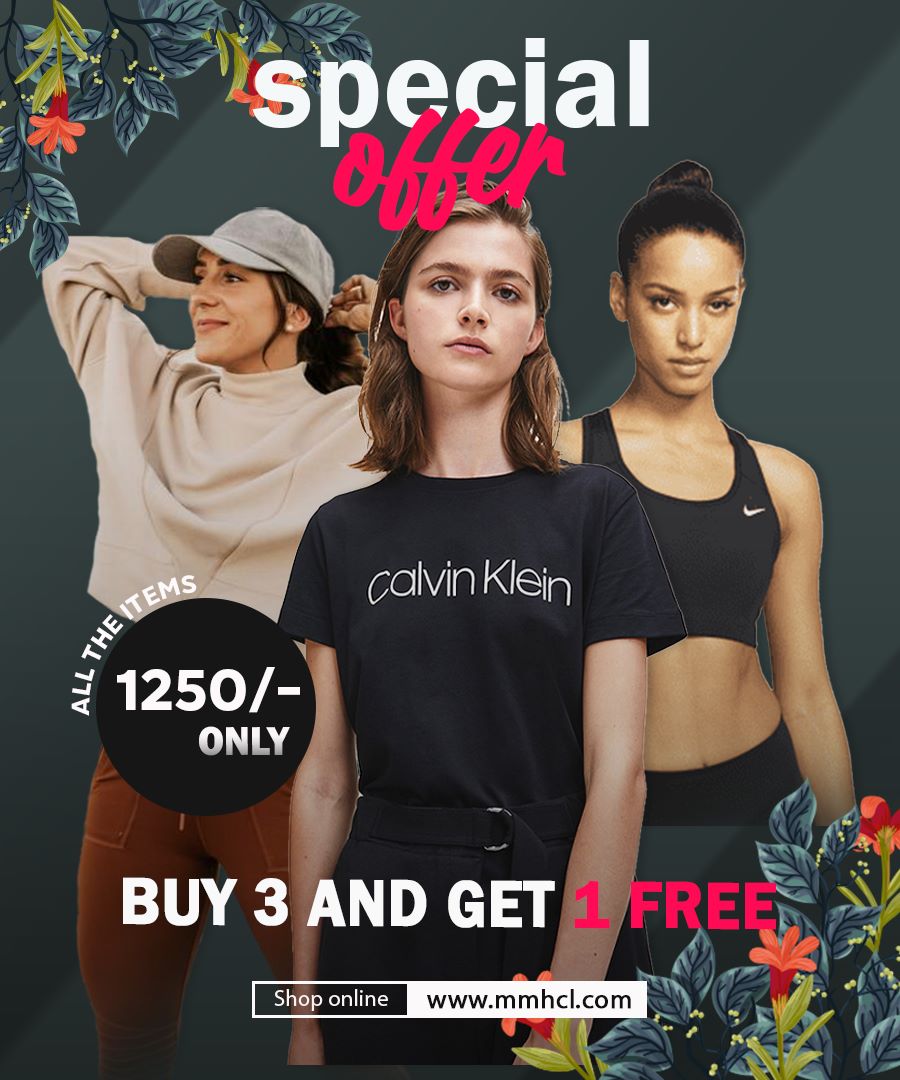 special
offer
Calvin Klein
ALL THE ITEMS
1250/-
ONLY
BUY 3 AND GET 1 FREE
Shop online
www.mmhcl.com